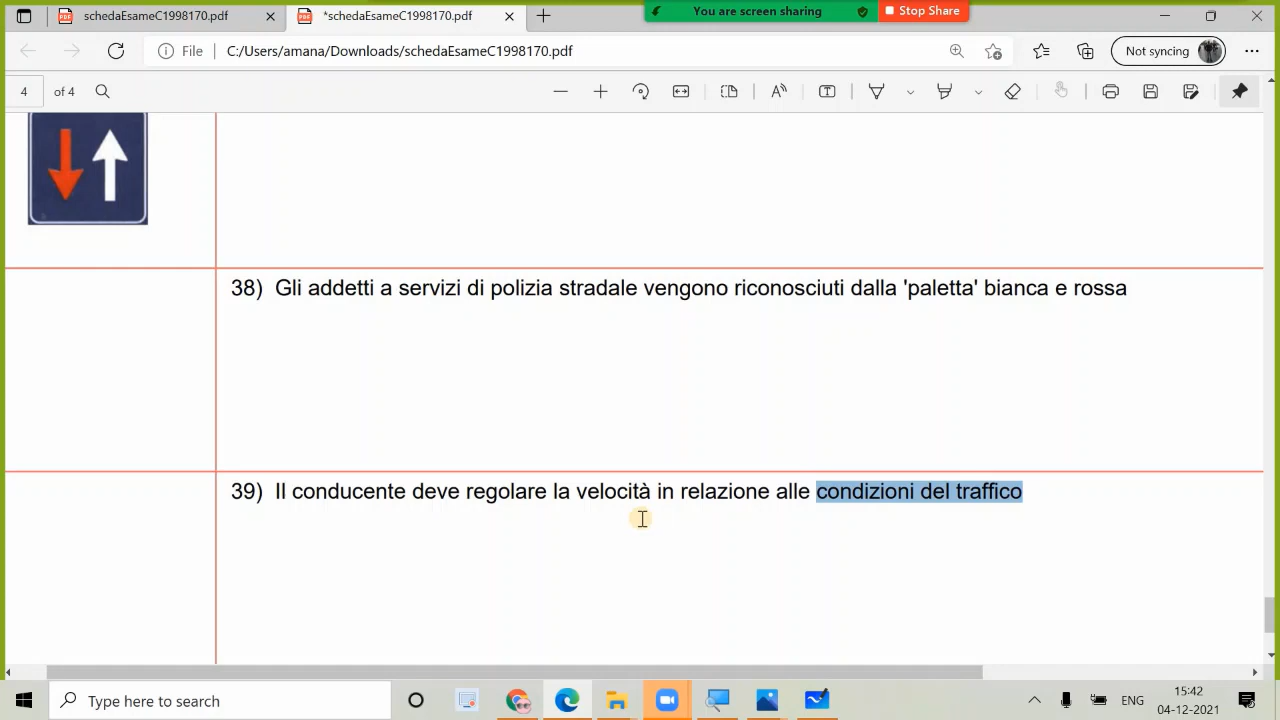 schedaEsameC1998170.pdf
*schedaEsameC1998170.pdf
You are screen sharing
Stop Share
File
C:/Users/amana/Downloads/schedaEsameC1998170.pdf
Not syncing
4
of 4
38) Gli addetti a servizi di polizia stradale vengono riconosciuti dalla 'paletta' bianca e rossa
39) Il conducente deve regolare la velocità in relazione alle condizioni del traffico
Type here to search
ENG
15:42
04-12-2021